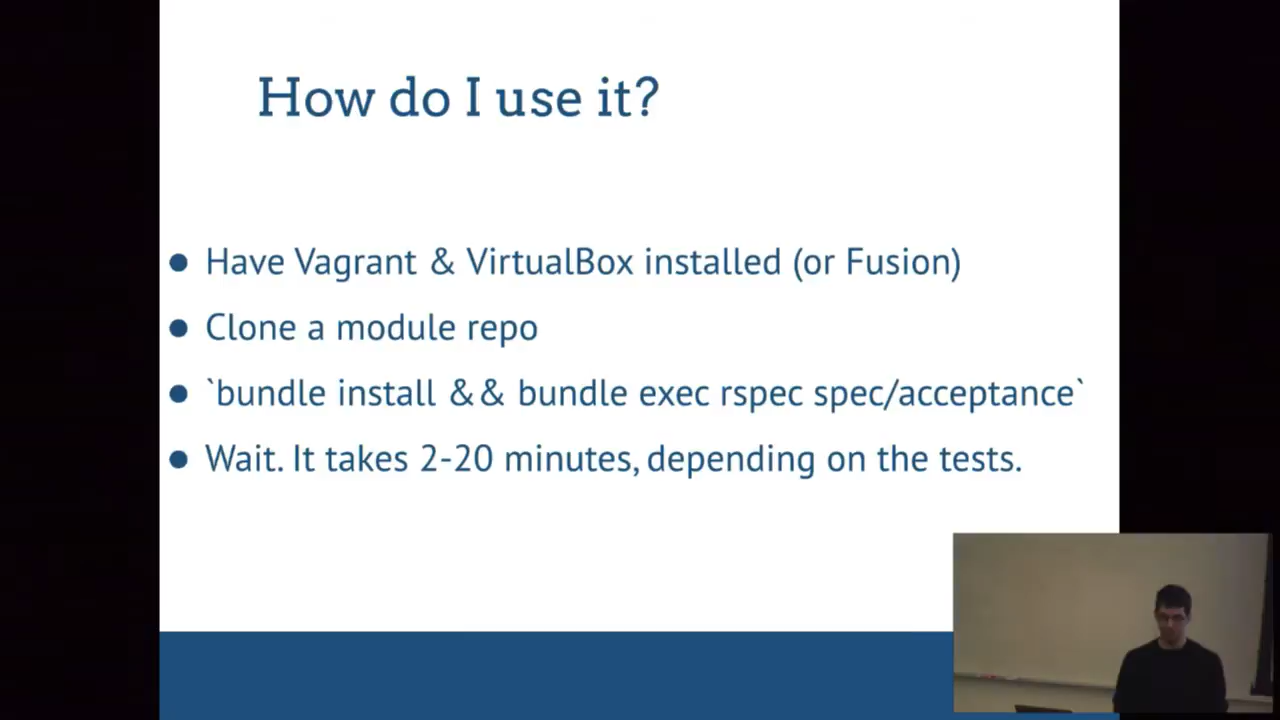 How do I use it?
● Have Vagrant & VirtualBox installed (or Fusion)
● Clone a module repo
● `bundle install && bundle exec rspec spec/acceptance`
● Wait. It takes 2-20 minutes, depending on the tests.